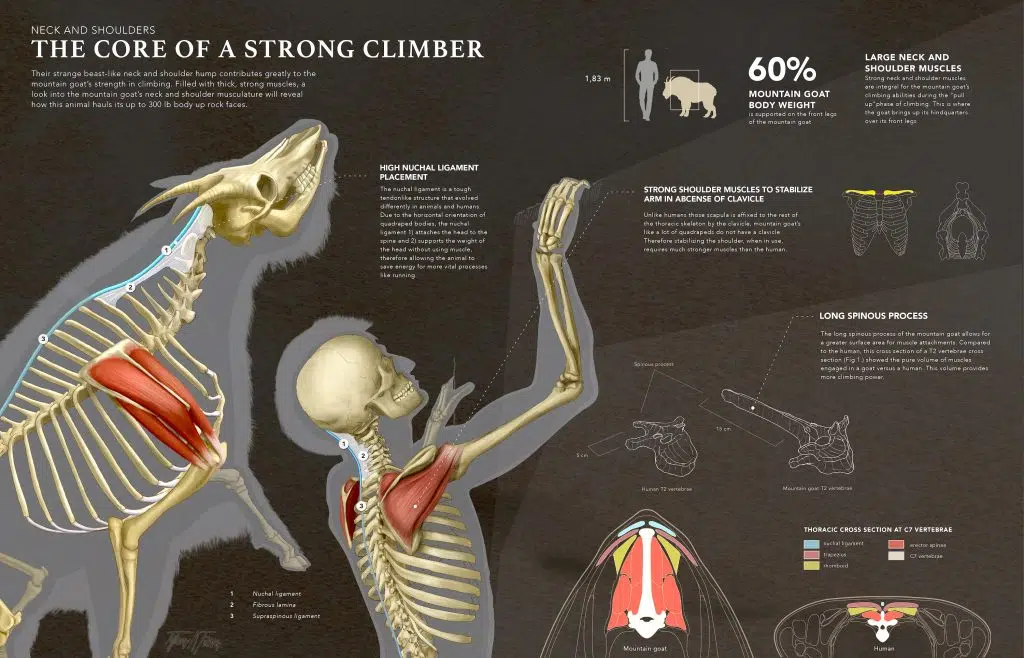 NECK AND SHOULDERS
THE CORE OF A STRONG CLIMBER
Their strange beast-like neck and shoulder hump contributes greatly to the
mountain goat's strength in climbing. Filled with thick, strong muscles, a
look into the mountain goat's neck and shoulder musculature will reveal
how this animal hauls its up to 300 lb body up rock faces.
1,83 m
60%
MOUNTAIN GOAT
BODY WEIGHT
is supported on the front legs
of the mountain goat
LARGE NECK AND
SHOULDER MUSCLES
Strong neck and shoulder muscles
are integral for the mountain goat's
climbing abilities during the "pull
up"phase of climbing. This is where
the goat brings up its hindquarters
over its front legs
HIGH NUCHAL LIGAMENT
PLACEMENT
The nuchal ligament is a tough
tendonlike structure that evolved
differently in animals and humans.
Due to the horizontal orientation of
quadruped bodies, the nuchal
ligament 1) attaches the head to the
spine and 2) supports the weight of
the head without using muscle,
therefore allowing the animal to
save energy for more vital processes
like running.
STRONG SHOULDER MUSCLES TO STABILIZE
ARM IN ABCENSE OF CLAVICLE
Unlike humans those scapula is affixed to the rest of
the thoracic skeleton by the clavicle, mountain goat's
like a lot of quadrapeds do not have a clavicle.
Therefore stabilizing the shoulder, when in use,
requires much stronger muscles than the human.
LONG SPINOUS PROCESS
The long spinous process of the mountain goat allows for
a greater surface area for muscle attachments. Compared
to the human, this cross section of a T2 vertebrae cross
section (Fig 1.) showed the pure volume of muscles
engaged in a goat versus a human. This volume provides
more climbing power.
Spinous process
5 cm
15 cm
Human T2 vertebrae
Mountain goat T2 vertebrae
1
2
3
1
2
3
1 Nuchal ligament
2 Fibrous lamina
3 Supraspinous ligament
THORACIC CROSS SECTION AT C7 VERTEBRAE
nuchal ligament
trapezius
rhomboid
erector spinae
C7 vertebrae
Mountain goat
Human